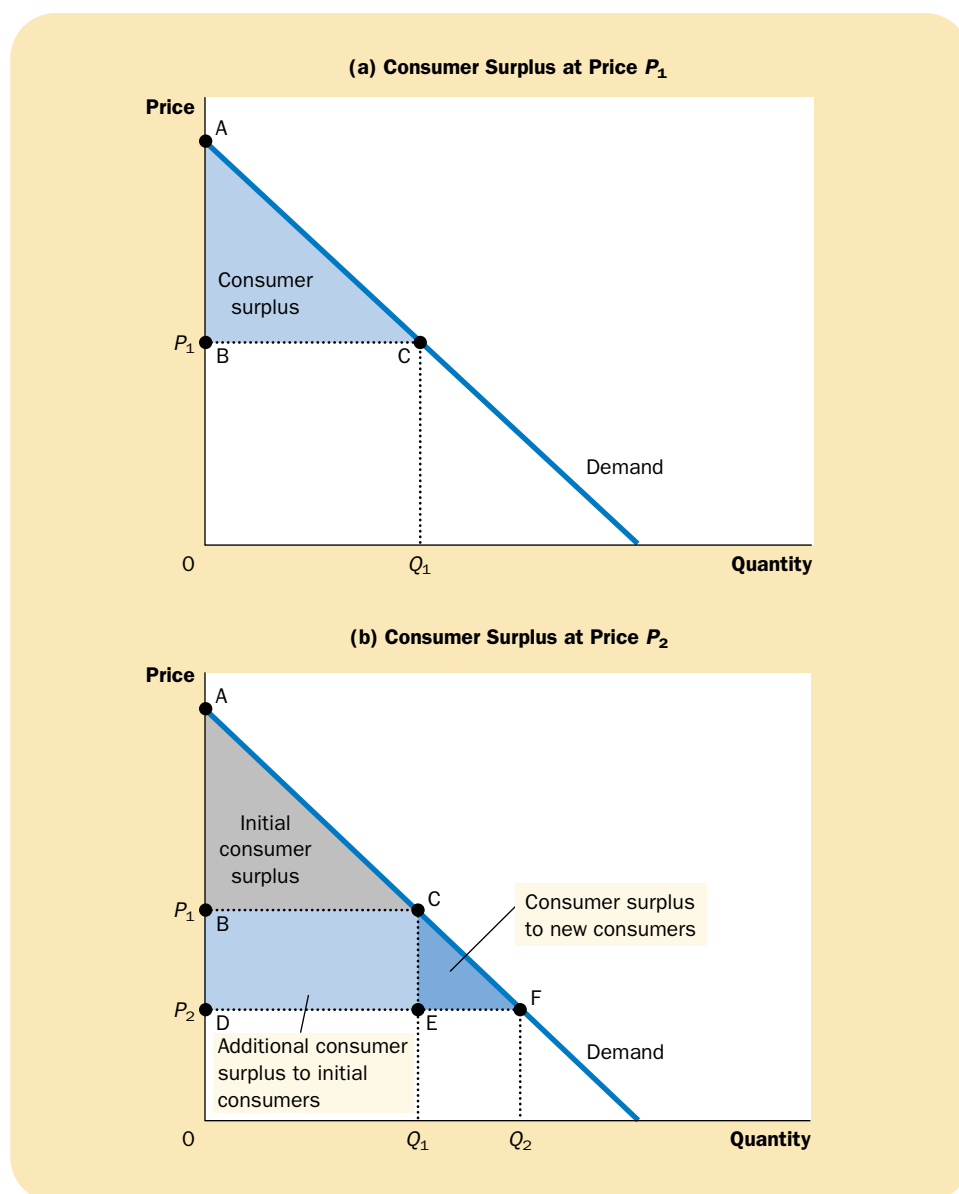 (a) Consumer Surplus at Price P₁
Price
A
Consumer
surplus
P₁
B
C
Demand
0
Q₁
Quantity
(b) Consumer Surplus at Price P₂
Price
A
Initial
consumer
surplus
C
Consumer surplus
to new consumers
P₁
B
F
P₂
D
E
Additional consumer
surplus to initial
consumers
Demand
0
Q₁
Q₂
Quantity